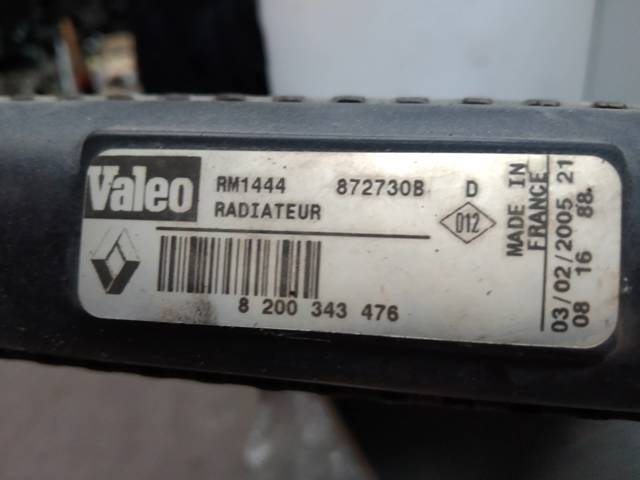 Valeo
RM1444 872730B D
RADIATEUR
012
8 200 343 476
MADE IN
FRANCE
03/02/2005 21
08 16 88.